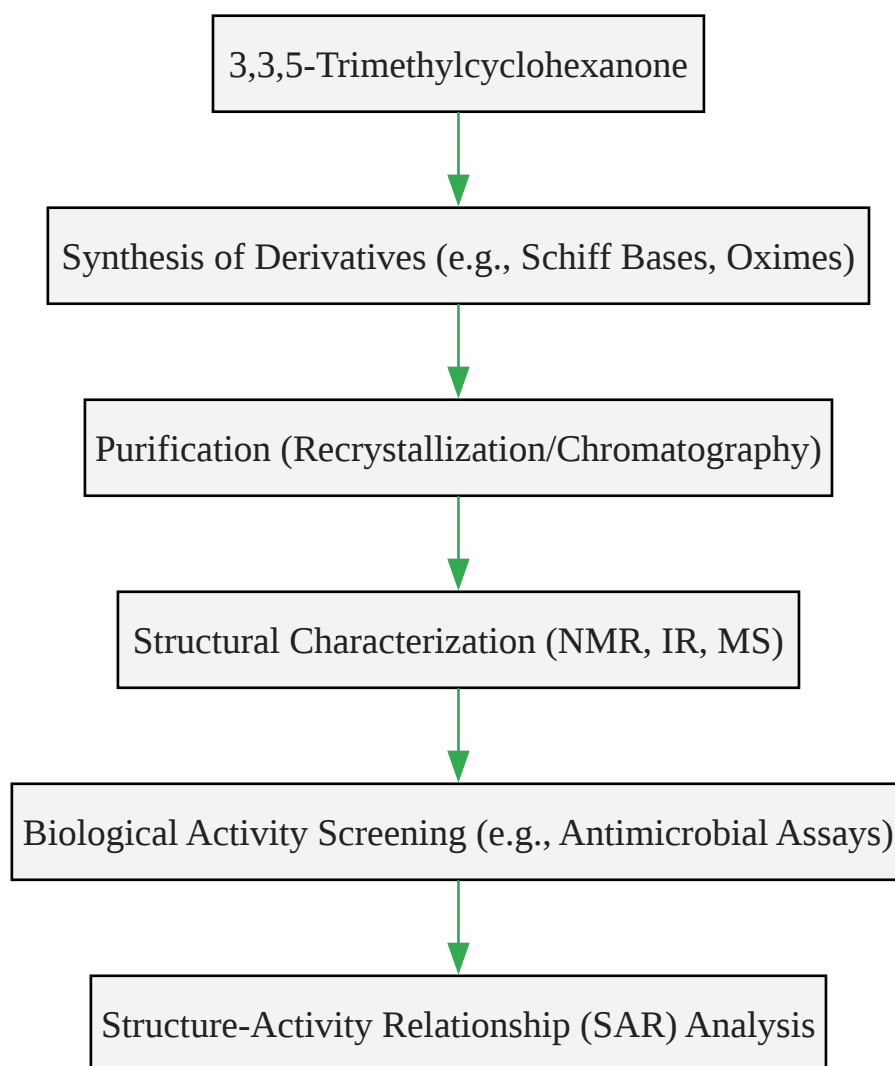 3,3,5-Trimethylcyclohexanone
Synthesis of Derivatives (e.g., Schiff Bases, Oximes)
Purification (Recrystallization/Chromatography)
Structural Characterization (NMR, IR, MS)
Biological Activity Screening (e.g., Antimicrobial Assays)
Structure-Activity Relationship (SAR) Analysis